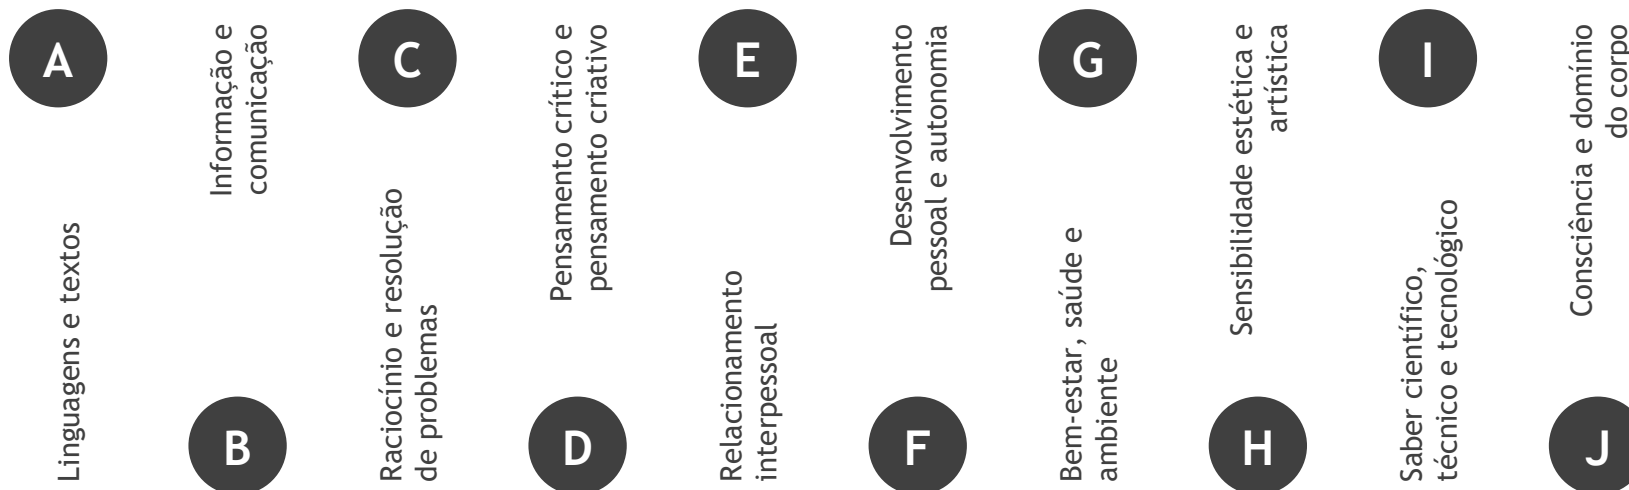 A
Linguagens e textos
Informação e
comunicação
B
C
Raciocínio e resolução
de problemas
Pensamento crítico e
pensamento criativo
D
E
Relacionamento
interpessoal
Desenvolvimento
pessoal e autonomia
F
G
Bem-estar, saúde e
ambiente
Sensibilidade estética e
artística
H
I
Saber científico,
técnico e tecnológico
Consciência e domínio
do corpo
J